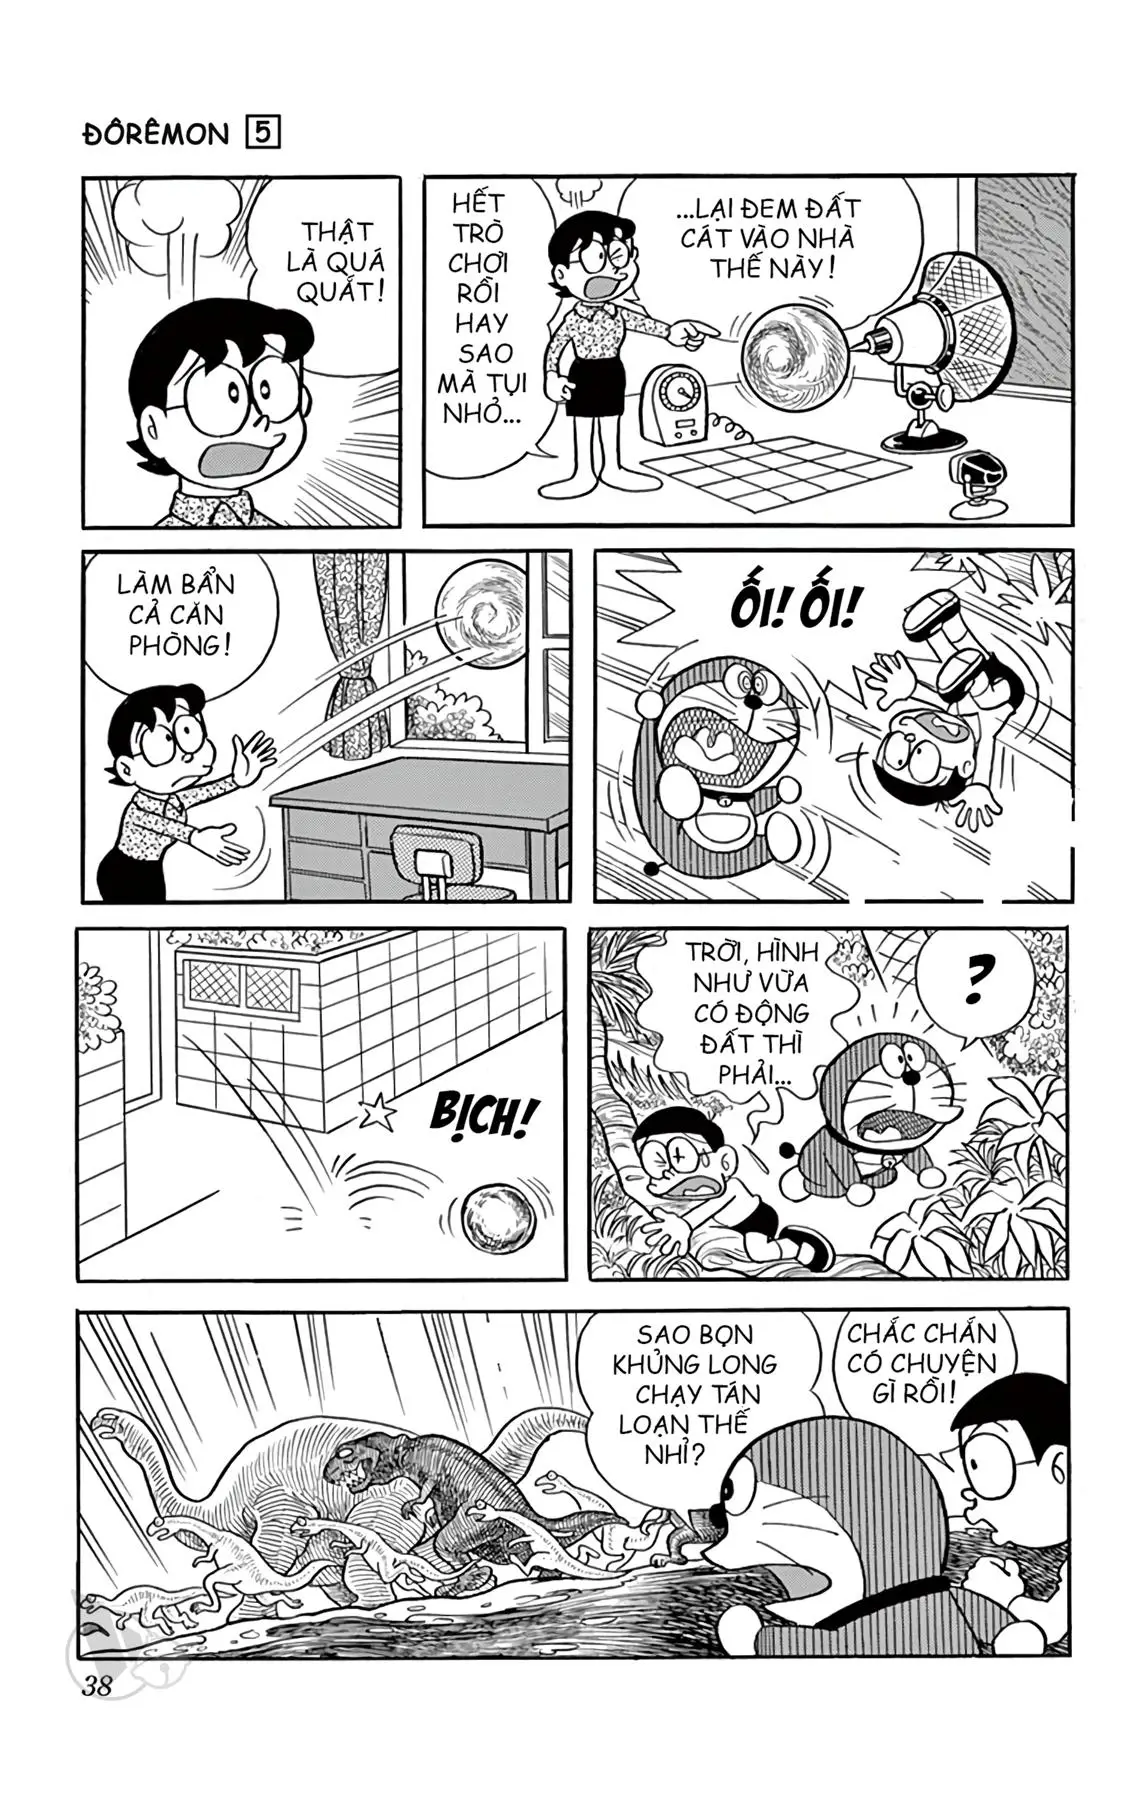 ĐÔRÊMON 5
THẬT
LÀ QUÁ
QUẮT!
HẾT
TRÒ
CHƠI
RỒI
HAY
SAO
MÀ TỤI
NHỎ...
...LẠI ĐEM ĐẤT
CÁT VÀO NHÀ
THẾ NÀY!
LÀM BẨN
CẢ CĂN
PHÒNG!
ỐI! ỐI!
BỊCH!
TRỜI, HÌNH
NHƯ VỪA
CÓ ĐỘNG
ĐẤT THÌ
PHẢI...
?
SAO BỌN
KHỦNG LONG
CHẠY TÁN
LOẠN THẾ
NHỈ?
CHẮC CHẮN
CÓ CHUYỆN
GÌ RỒI!
38